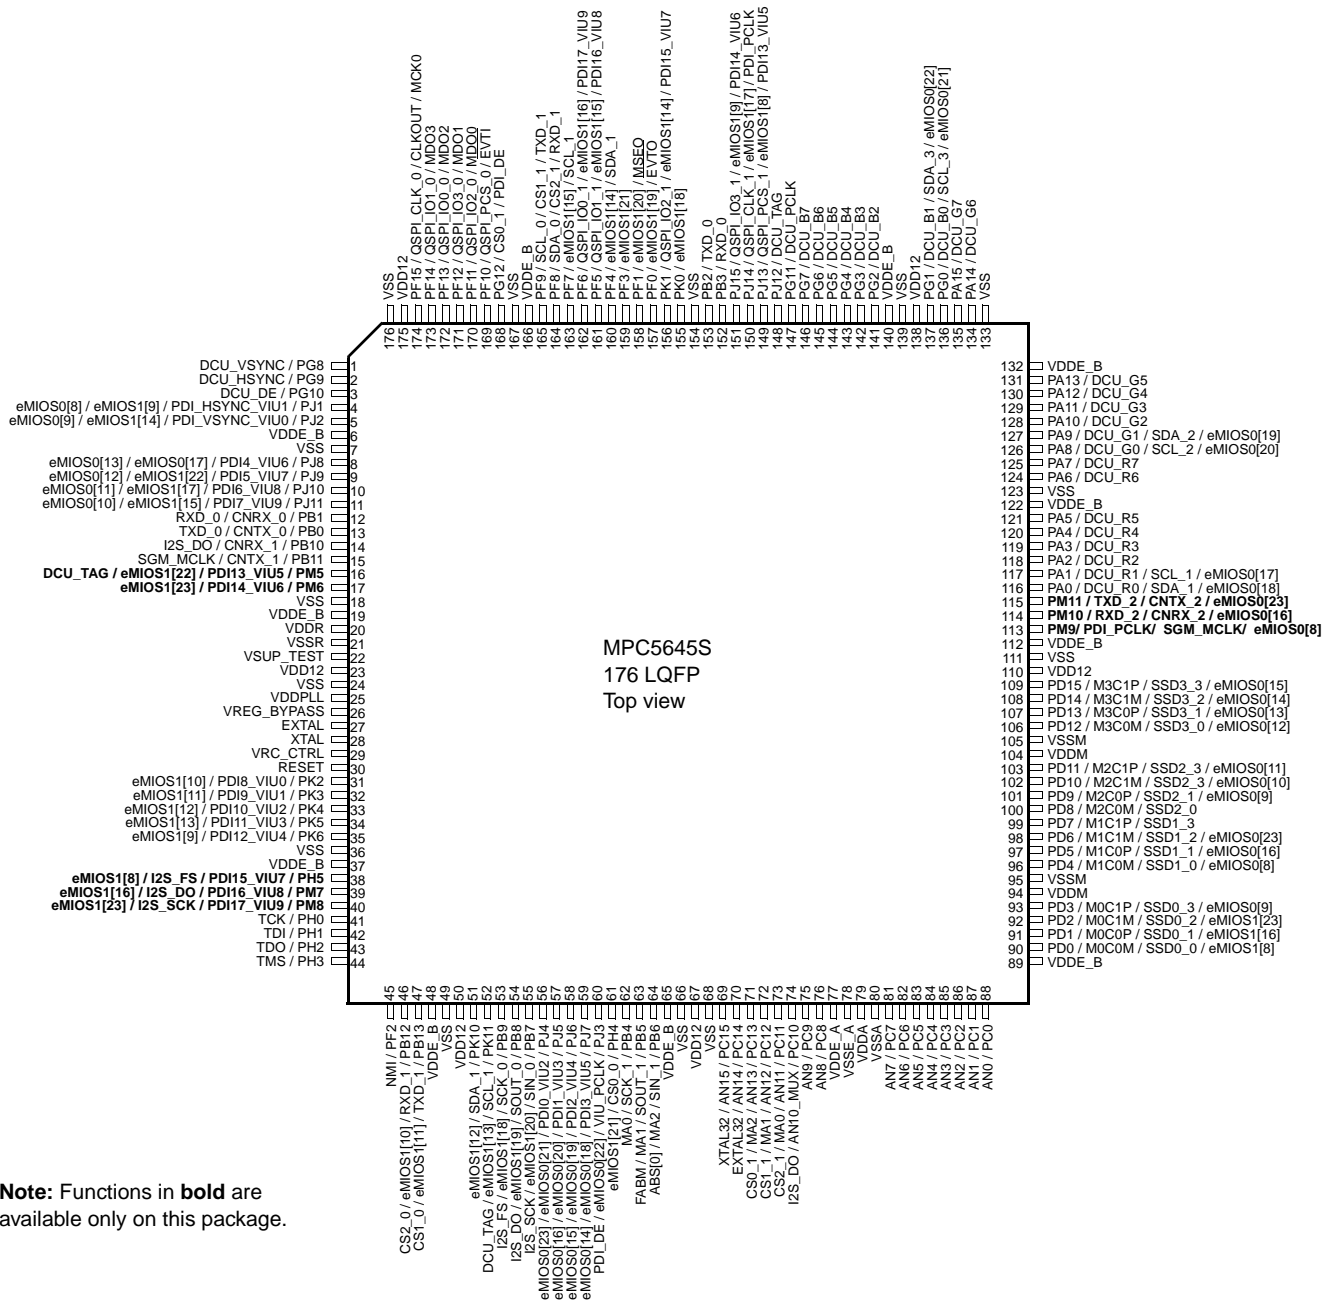 VSS
VDD12
PF15 / QSPI_CLK_0 / CLKOUT / MCK0
PF14 / QSPI_IO1_0 / MDO3
PF13 / QSPI_IO0_0 / MDO2
PF12 / QSPI_IO3_0 / MDO1
PF11 / QSPI_IO2_0 / MDO0
PF10 / QSPI_PCS_0 / EVTI
PG12 / CS0_1 / PDI_DE
VSS
VDDE_B
PF9 / SCL_0 / CS1_1 / TXD_1
PF8 / SDA_0 / CS2_1 / RXD_1
PF7 / eMIOS1[15] / SCL_1
PF6 / QSPI_IO0_1 / eMIOS1[16] / PDI17_VIU9
PF5 / QSPI_IO1_1 / eMIOS1[15] / PDI16_VIU8
PF4 / eMIOS1[14] / SDA_1
PF3 / eMIOS1[21]
PF1 / eMIOS1[20] / MSEO
PF0 / eMIOS1[19] / EVTO
PK1 / QSPI_IO2_1 / eMIOS1[14] / PDI15_VIU7
PK0 / eMIOS1[18]
VSS
PB2 / TXD_0
PB3 / RXD_0
PJ15 / QSPI_IO3_1 / eMIOS1[9] / PDI14_VIU6
PJ14 / QSPI_CLK_1 / eMIOS1[17] / PDI_PCLK
PJ13 / QSPI_PCS_1 / eMIOS1[8] / PDI13_VIU5
PJ12 / DCU_TAG
PG11 / DCU_PCLK
PG7 / DCU_B7
PG6 / DCU_B6
PG5 / DCU_B5
PG4 / DCU_B4
PG3 / DCU_B3
PG2 / DCU_B2
VDDE_B
VSS
VDD12
PG1 / DCU_B1 / SDA_3 / eMIOS0[22]
PG0 / DCU_B0 / SCL_3 / eMIOS0[21]
PA15 / DCU_G7
PA14 / DCU_G6
VSS
176
175
174
173
172
171
170
169
168
167
166
165
164
163
162
161
160
159
158
157
156
155
154
153
152
151
150
149
148
147
146
145
144
143
142
141
140
139
138
137
136
135
134
133
DCU_VSYNC / PG8 1
DCU_HSYNC / PG9 2
DCU_DE / PG10 3
eMIOS0[8] / eMIOS1[9] / PDI_HSYNC_VIU1 / PJ1 4
eMIOS0[9] / eMIOS1[14] / PDI_VSYNC_VIU0 / PJ2 5
VDDE_B 6
VSS 7
eMIOS0[13] / eMIOS0[17] / PDI4_VIU6 / PJ8 8
eMIOS0[12] / eMIOS1[22] / PDI5_VIU7 / PJ9 9
eMIOS0[11] / eMIOS1[17] / PDI6_VIU8 / PJ10 10
eMIOS0[10] / eMIOS1[15] / PDI7_VIU9 / PJ11 11
RXD_0 / CNRX_0 / PB1 12
TXD_0 / CNTX_0 / PB0 13
I2S_DO / CNRX_1 / PB10 14
SGM_MCLK / CNTX_1 / PB11 15
DCU_TAG / eMIOS1[22] / PDI13_VIU5 / PM5 16
eMIOS1[23] / PDI14_VIU6 / PM6 17
VSS 18
VDDE_B 19
VDDR 20
VSSR 21
VSUP_TEST 22
VDD12 23
VSS 24
VDDPLL 25
VREG_BYPASS 26
EXTAL 27
XTAL 28
VRC_CTRL 29
RESET 30
eMIOS1[10] / PDI8_VIU0 / PK2 31
eMIOS1[11] / PDI9_VIU1 / PK3 32
eMIOS1[12] / PDI10_VIU2 / PK4 33
eMIOS1[13] / PDI11_VIU3 / PK5 34
eMIOS1[9] / PDI12_VIU4 / PK6 35
VSS 36
VDDE_B 37
eMIOS1[8] / I2S_FS / PDI15_VIU7 / PH5 38
eMIOS1[16] / I2S_DO / PDI16_VIU8 / PM7 39
eMIOS1[23] / I2S_SCK / PDI17_VIU9 / PM8 40
TCK / PH0 41
TDI / PH1 42
TDO / PH2 43
TMS / PH3 44
MPC5645S
176 LQFP
Top view
132 VDDE_B
131 PA13 / DCU_G5
130 PA12 / DCU_G4
129 PA11 / DCU_G3
128 PA10 / DCU_G2
127 PA9 / DCU_G1 / SDA_2 / eMIOS0[19]
126 PA8 / DCU_G0 / SCL_2 / eMIOS0[20]
125 PA7 / DCU_R7
124 PA6 / DCU_R6
123 VSS
122 VDDE_B
121 PA5 / DCU_R5
120 PA4 / DCU_R4
119 PA3 / DCU_R3
118 PA2 / DCU_R2
117 PA1 / DCU_R1 / SCL_1 / eMIOS0[17]
116 PA0 / DCU_R0 / SDA_1 / eMIOS0[18]
115 PM11 / TXD_2 / CNTX_2 / eMIOS0[23]
114 PM10 / RXD_2 / CNRX_2 / eMIOS0[16]
113 PM9/ PDI_PCLK/ SGM_MCLK/ eMIOS0[8]
112 VDDE_B
111 VSS
110 VDD12
109 PD15 / M3C1P / SSD3_3 / eMIOS0[15]
108 PD14 / M3C1M / SSD3_2 / eMIOS0[14]
107 PD13 / M3C0P / SSD3_1 / eMIOS0[13]
106 PD12 / M3C0M / SSD3_0 / eMIOS0[12]
105 VSSM
104 VDDM
103 PD11 / M2C1P / SSD2_3 / eMIOS0[11]
102 PD10 / M2C1M / SSD2_3 / eMIOS0[10]
101 PD9 / M2C0P / SSD2_1 / eMIOS0[9]
100 PD8 / M2C0M / SSD2_0
99 PD7 / M1C1P / SSD1_3
98 PD6 / M1C1M / SSD1_2 / eMIOS0[23]
97 PD5 / M1C0P / SSD1_1 / eMIOS0[16]
96 PD4 / M1C0M / SSD1_0 / eMIOS0[8]
95 VSSM
94 VDDM
93 PD3 / M0C1P / SSD0_3 / eMIOS0[9]
92 PD2 / M0C1M / SSD0_2 / eMIOS1[23]
91 PD1 / M0C0P / SSD0_1 / eMIOS1[16]
90 PD0 / M0C0M / SSD0_0 / eMIOS1[8]
89 VDDE_B
45
46
47
48
49
50
51
52
53
54
55
56
57
58
59
60
61
62
63
64
65
66
67
68
69
70
71
72
73
74
75
76
77
78
79
80
81
82
83
84
85
86
87
88
NMI / PF2
CS2_0 / eMIOS1[10] / RXD_1 / PB12
CS1_0 / eMIOS1[11] / TXD_1 / PB13
VDDE_B
VSS
VDD12
eMIOS1[12] / SDA_1 / PK10
DCU_TAG / eMIOS1[13] / SCL_1 / PK11
I2S_FS / eMIOS1[18] / SCK_0 / PB9
I2S_DO / eMIOS1[19] / SOUT_0 / PB8
I2S_SCK / eMIOS1[20] / SIN_0 / PB7
eMIOS0[23] / eMIOS0[21] / PDI0_VIU2 / PJ4
eMIOS0[16] / eMIOS0[20] / PDI1_VIU3 / PJ5
eMIOS0[15] / eMIOS0[19] / PDI2_VIU4 / PJ6
eMIOS0[14] / eMIOS0[18] / PDI3_VIU5 / PJ7
PDI_DE / eMIOS0[22] / VIU_PCLK / PJ3
eMIOS1[21] / CS0_0 / PH4
MA0 / SCK_1 / PB4
FABM / MA1 / SOUT_1 / PB5
ABS[0] / MA2 / SIN_1 / PB6
VDDE_B
VSS
VDD12
VSS
XTAL32 / AN15 / PC15
EXTAL32 / AN14 / PC14
CS0_1 / MA2 / AN13 / PC13
CS1_1 / MA1 / AN12 / PC12
CS2_1 / MA0 / AN11 / PC11
I2S_DO / AN10_MUX / PC10
AN9 / PC9
AN8 / PC8
VDDE_A
VSSE_A
VDDA
VSSA
AN7 / PC7
AN6 / PC6
AN5 / PC5
AN4 / PC4
AN3 / PC3
AN2 / PC2
AN1 / PC1
AN0 / PC0
Note: Functions in bold are
available only on this package.